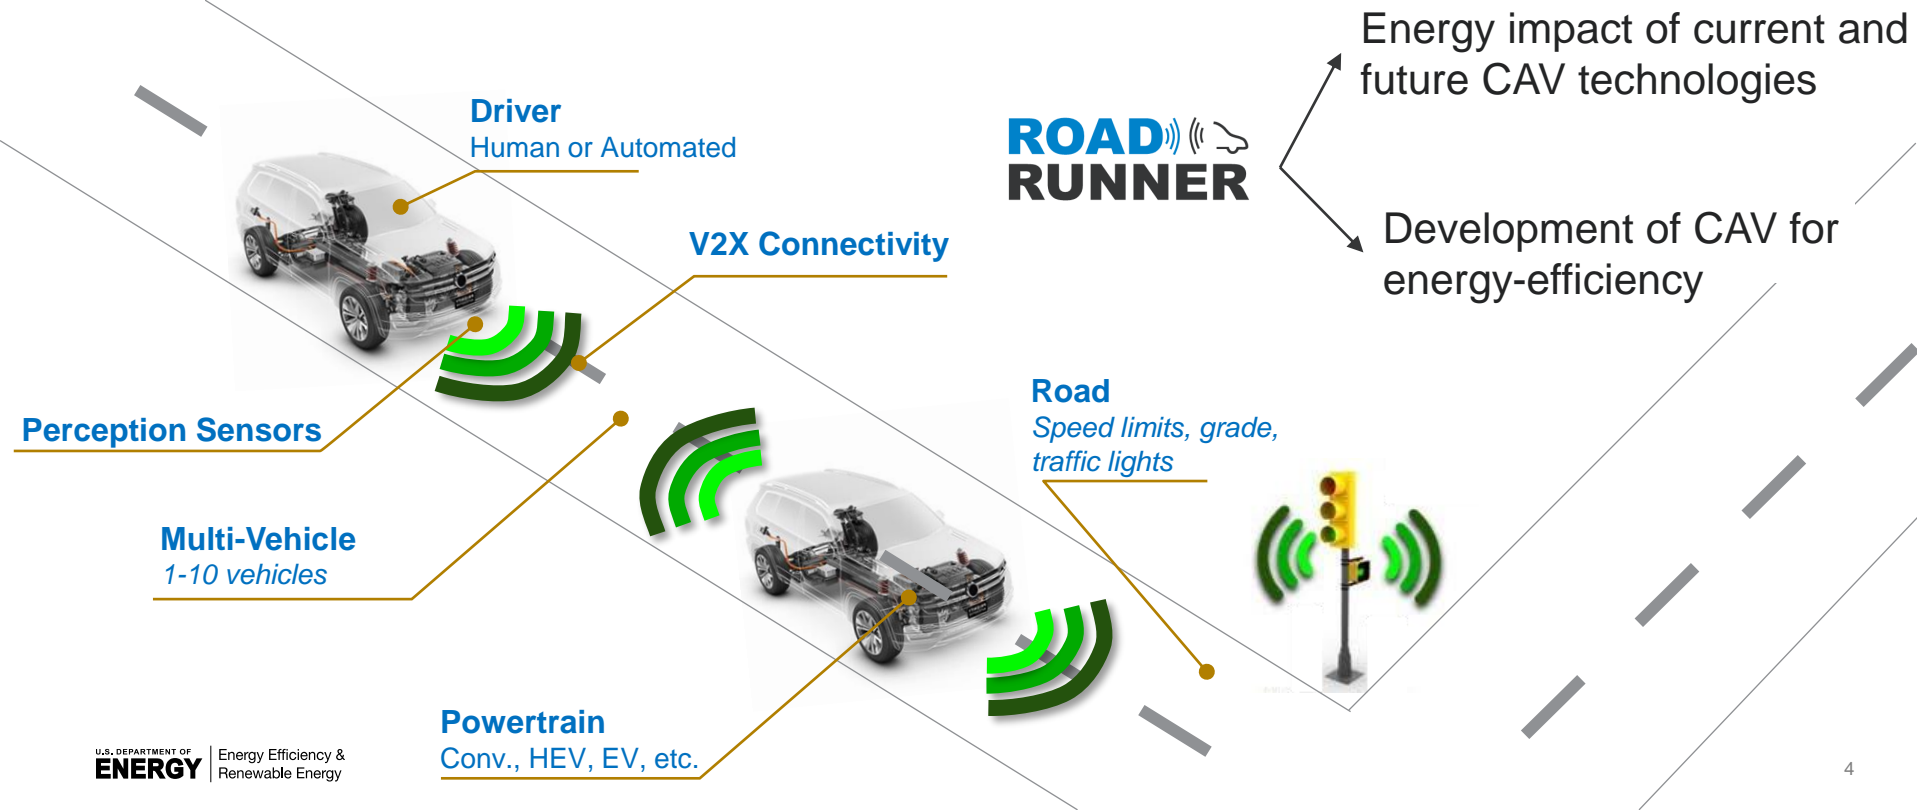 Energy impact of current and
future CAV technologies
ROAD
RUNNER
Development of CAV for
energy-efficiency
Driver
Human or Automated
V2X Connectivity
Perception Sensors
Road
Speed limits, grade,
traffic lights
Multi-Vehicle
1-10 vehicles
Powertrain
Conv., HEV, EV, etc.
U.S. DEPARTMENT OF
ENERGY
Energy Efficiency &
Renewable Energy
4